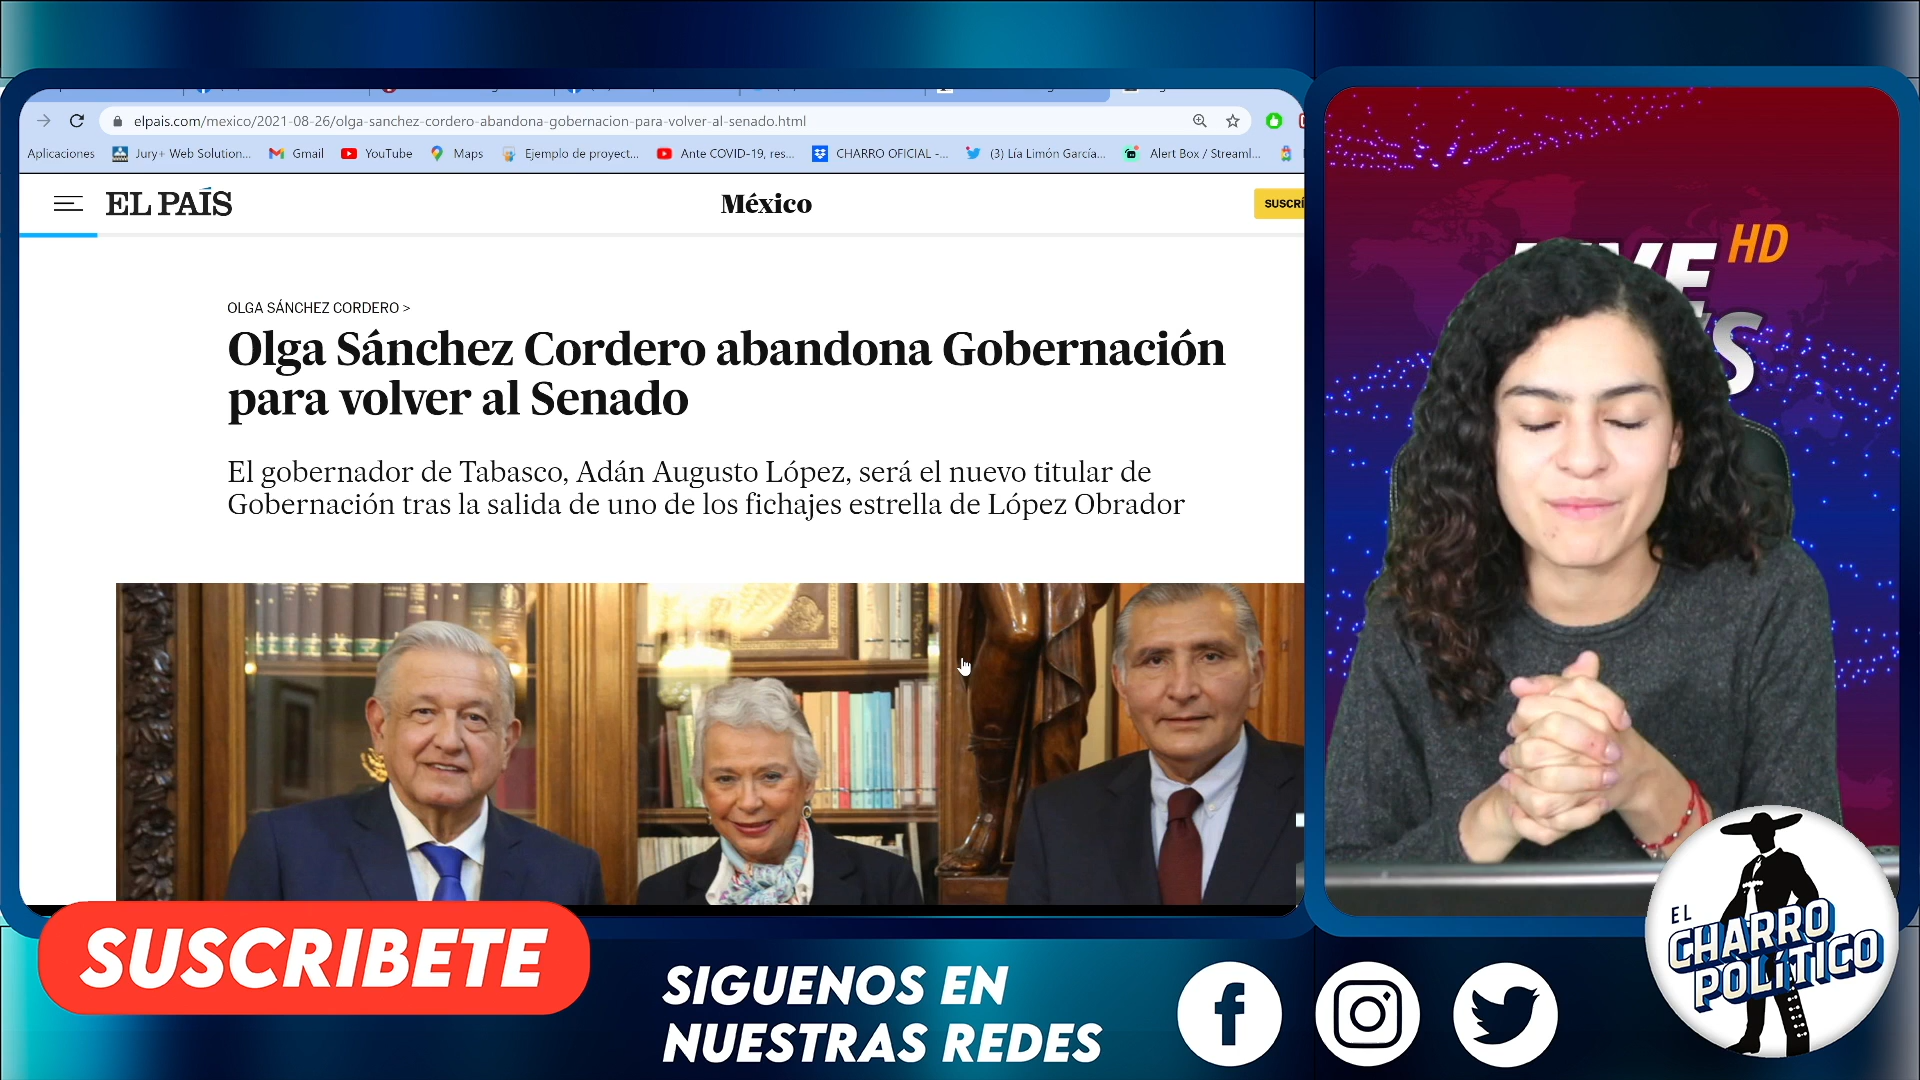 elpais.com/mexico/2021-08-26/olga-sanchez-cordero-abandona-gobernacion-para-volver-al-senado.html
Aplicaciones Jury+ Web Solution... Gmail YouTube Maps Ejemplo de proyect... Ante COVID-19, res... CHARRO OFICIAL -... (3) Lía Limón García... Alert Box / Streaml...
EL PAÍS México SUSCRÍ
OLGA SÁNCHEZ CORDERO >
Olga Sánchez Cordero abandona Gobernación
para volver al Senado
El gobernador de Tabasco, Adán Augusto López, será el nuevo titular de
Gobernación tras la salida de uno de los fichajes estrella de López Obrador
HD
SUSCRIBETE
SIGUENOS EN
NUESTRAS REDES
EL
CHARRO
POLÍTICO